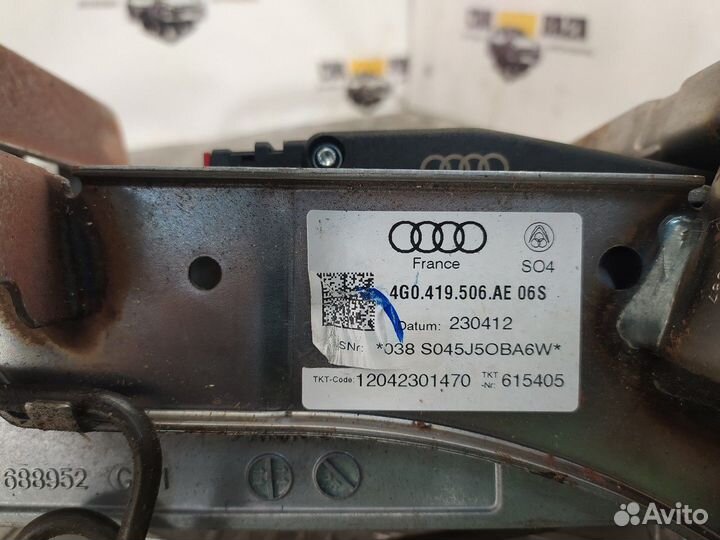 France
SO4
4G0.419.506.AE 06S
Datum: 230412
SNr: *038 S045J5OBA6W*
TKT-Code: 12042301470 TKT -Nr: 615405
688952
Avito